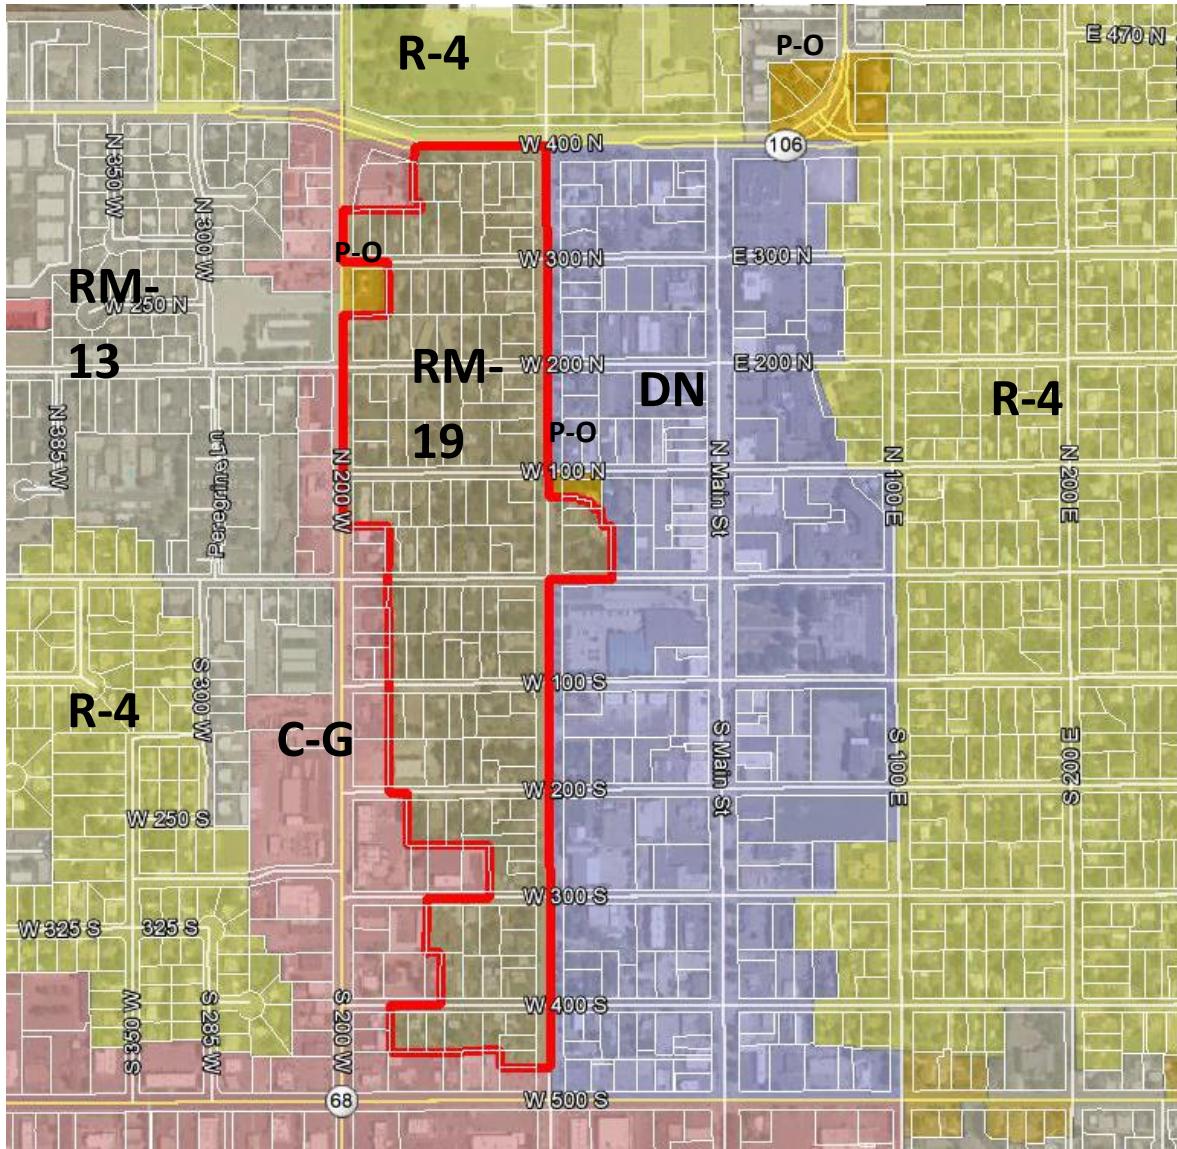 R-4
P-O
E 470 N
W 400 N
106
N 350 W
N 300 W
P-O
W 300 N
E 300 N
RM-
13
W 250 N
RM-
19
W 200 N
E 200 N
DN
R-4
N 385 W
P-O
Peregrine Ln
N 200 W
W 100 N
N Main St
N 100 E
N 200 E
R-4
S 300 W
W 100 S
C-G
S Main St
S 100 E
S 200 E
W 200 S
W 250 S
W 300 S
W 325 S
325 S
S 360 W
S 285 W
S 200 W
W 400 S
68
W 500 S